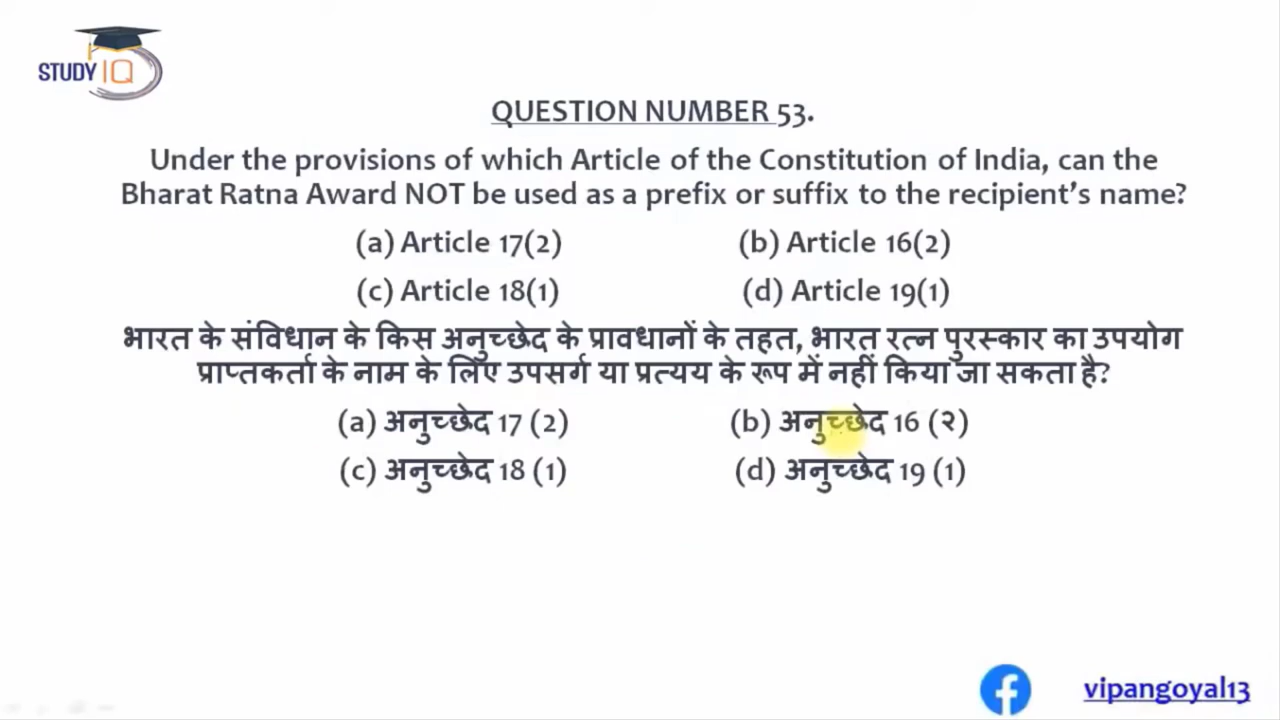 STUDY IQ
QUESTION NUMBER 53.
Under the provisions of which Article of the Constitution of India, can the
Bharat Ratna Award NOT be used as a prefix or suffix to the recipient's name?
(a) Article 17(2) (b) Article 16(2)
(c) Article 18(1) (d) Article 19(1)
भारत के संविधान के किस अनुच्छेद के प्रावधानों के तहत, भारत रत्न पुरस्कार का उपयोग
प्राप्तकर्ता के नाम के लिए उपसर्ग या प्रत्यय के रूप में नहीं किया जा सकता है?
(a) अनुच्छेद 17 (2) (b) अनुच्छेद 16 (२)
(c) अनुच्छेद 18 (1) (d) अनुच्छेद 19 (1)
vipangoyal13